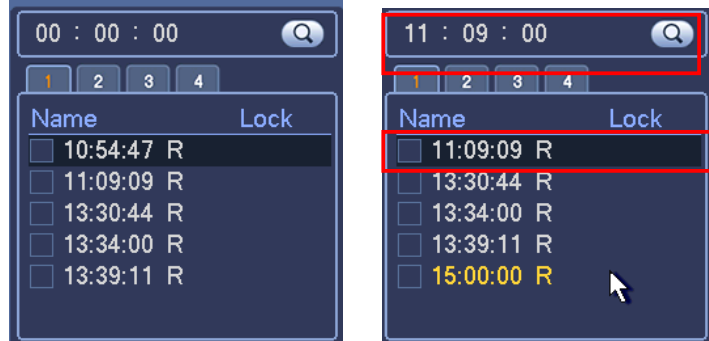 00 : 00 : 00
1 2 3 4
Name Lock
10:54:47 R
11:09:09 R
13:30:44 R
13:34:00 R
13:39:11 R
11 : 09 : 00
1 2 3 4
Name Lock
11:09:09 R
13:30:44 R
13:34:00 R
13:39:11 R
15:00:00 R